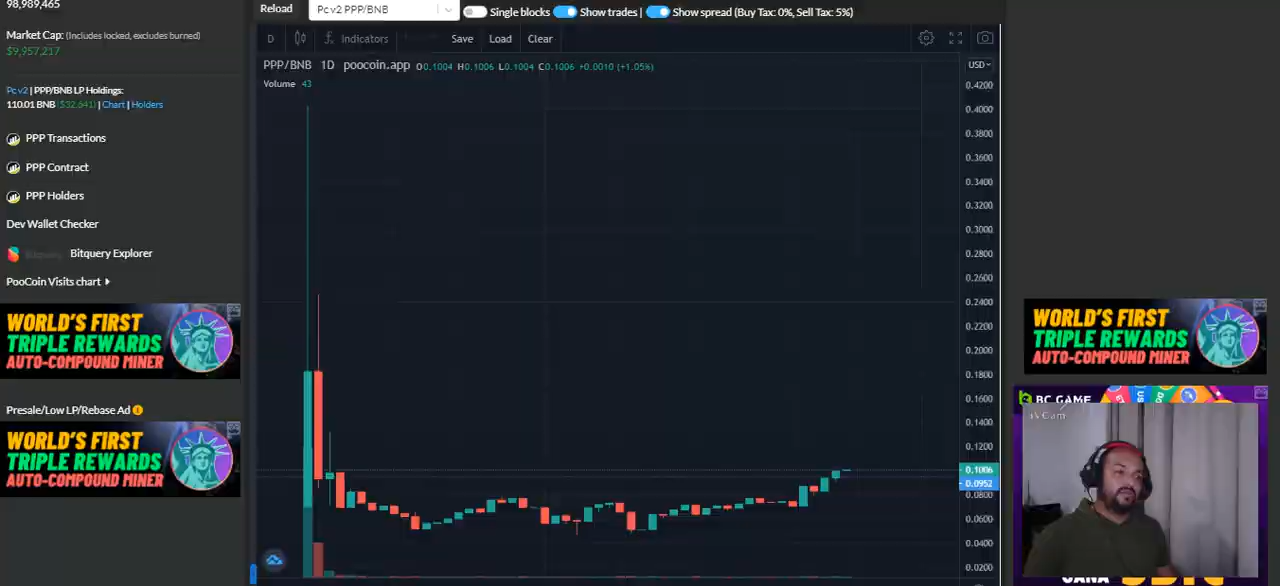 98,989,465
Market Cap: (Includes locked, excludes burned)
$9,957,217
Pc v2 | PPP/BNB LP Holdings:
110.01 BNB ($32,641) | Chart | Holders
PPP Transactions
PPP Contract
PPP Holders
Dev Wallet Checker
Bitquery Explorer
PooCoin Visits chart
WORLD'S FIRST
TRIPLE REWARDS
AUTO-COMPOUND MINER
Presale/Low LP/Rebase Ad
WORLD'S FIRST
TRIPLE REWARDS
AUTO-COMPOUND MINER
Reload
Pc v2 PPP/BNB
Single blocks
Show trades |
Show spread (Buy Tax: 0%, Sell Tax: 5%)
D
Indicators
Save
Load
Clear
PPP/BNB 1D poocoin.app O0.1004 H0.1006 L0.1004 C0.1006 +0.0010 (+1.05%)
Volume 43
USD
0.4200
0.4000
0.3800
0.3600
0.3400
0.3200
0.3000
0.2800
0.2600
0.2400
0.2200
0.2000
0.1800
0.1600
0.1400
0.1200
0.1006
0.0952
0.0800
0.0600
0.0400
0.0200
WORLD'S FIRST
TRIPLE REWARDS
AUTO-COMPOUND MINER
BC GAME